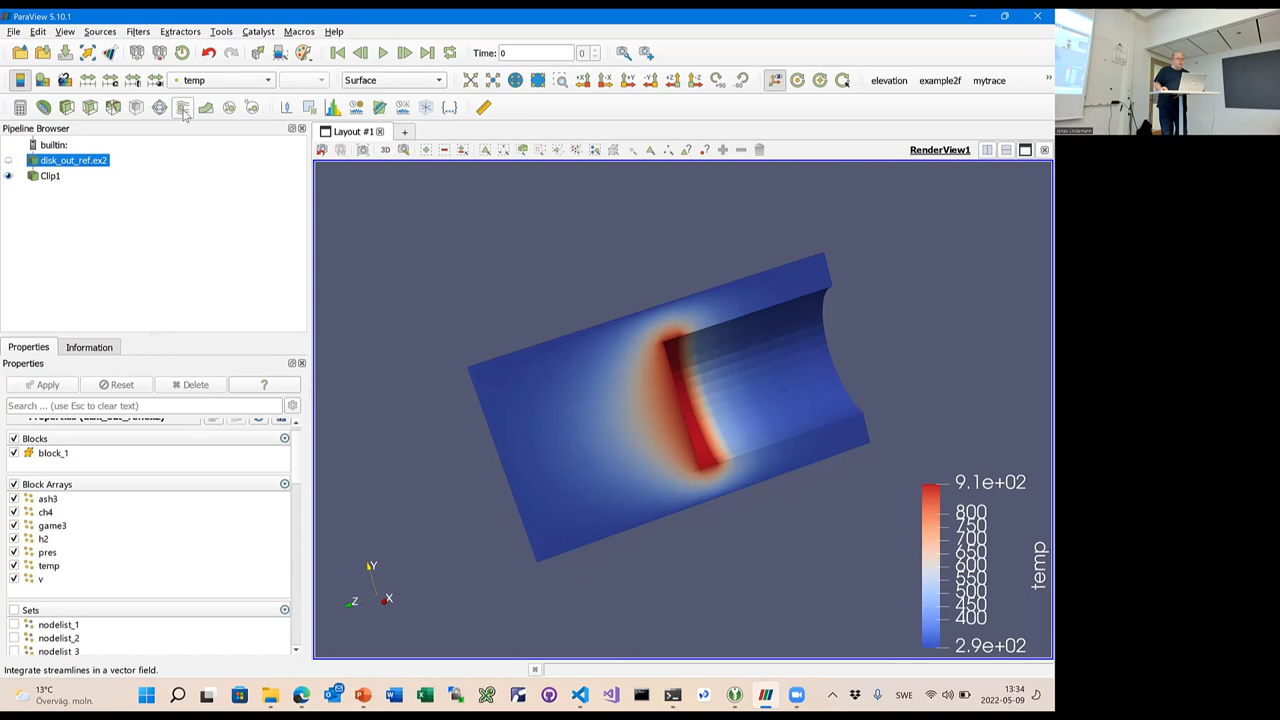 ParaView 5.10.1
File Edit View Sources Filters Extractors Tools Catalyst Macros Help
Time: 0 0
temp Surface elevation example2f mytrace
Pipeline Browser Layout #1
3D RenderView1
builtin:
disk_out_ref.ex2
Clip1
Properties Information
Properties
Apply Reset Delete ?
Search ... (use Esc to clear text)
Blocks
block_1
Block Arrays
ash3
ch4
game3
h2
pres
temp
v
Sets
nodelist_1
nodelist_2
nodelist_3
9.1e+02
800
750
700
650
600
550
500
450
400
2.9e+02
temp
Y
Z X
Integrate streamlines in a vector field.
13°C
Överväg. moln.
SWE
13:34
2022-05-09